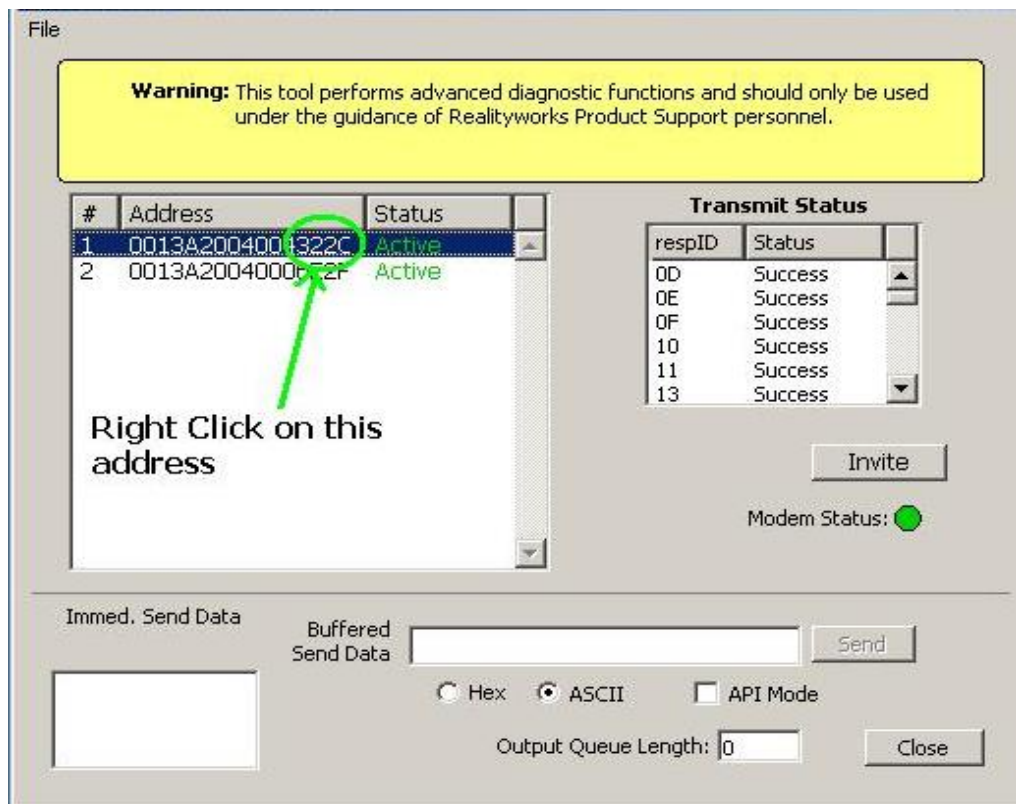 File
Warning: This tool performs advanced diagnostic functions and should only be used
under the guidance of Realityworks Product Support personnel.
# Address Status
1 0013A2004004322C Active
2 Active
Right Click on this
address
Transmit Status
respID Status
0D Success
0E Success
0F Success
10 Success
11 Success
13 Success
Invite
Modem Status:
Immed. Send Data
Buffered
Send Data
Send
Hex ASCII API Mode
Output Queue Length: 0
Close